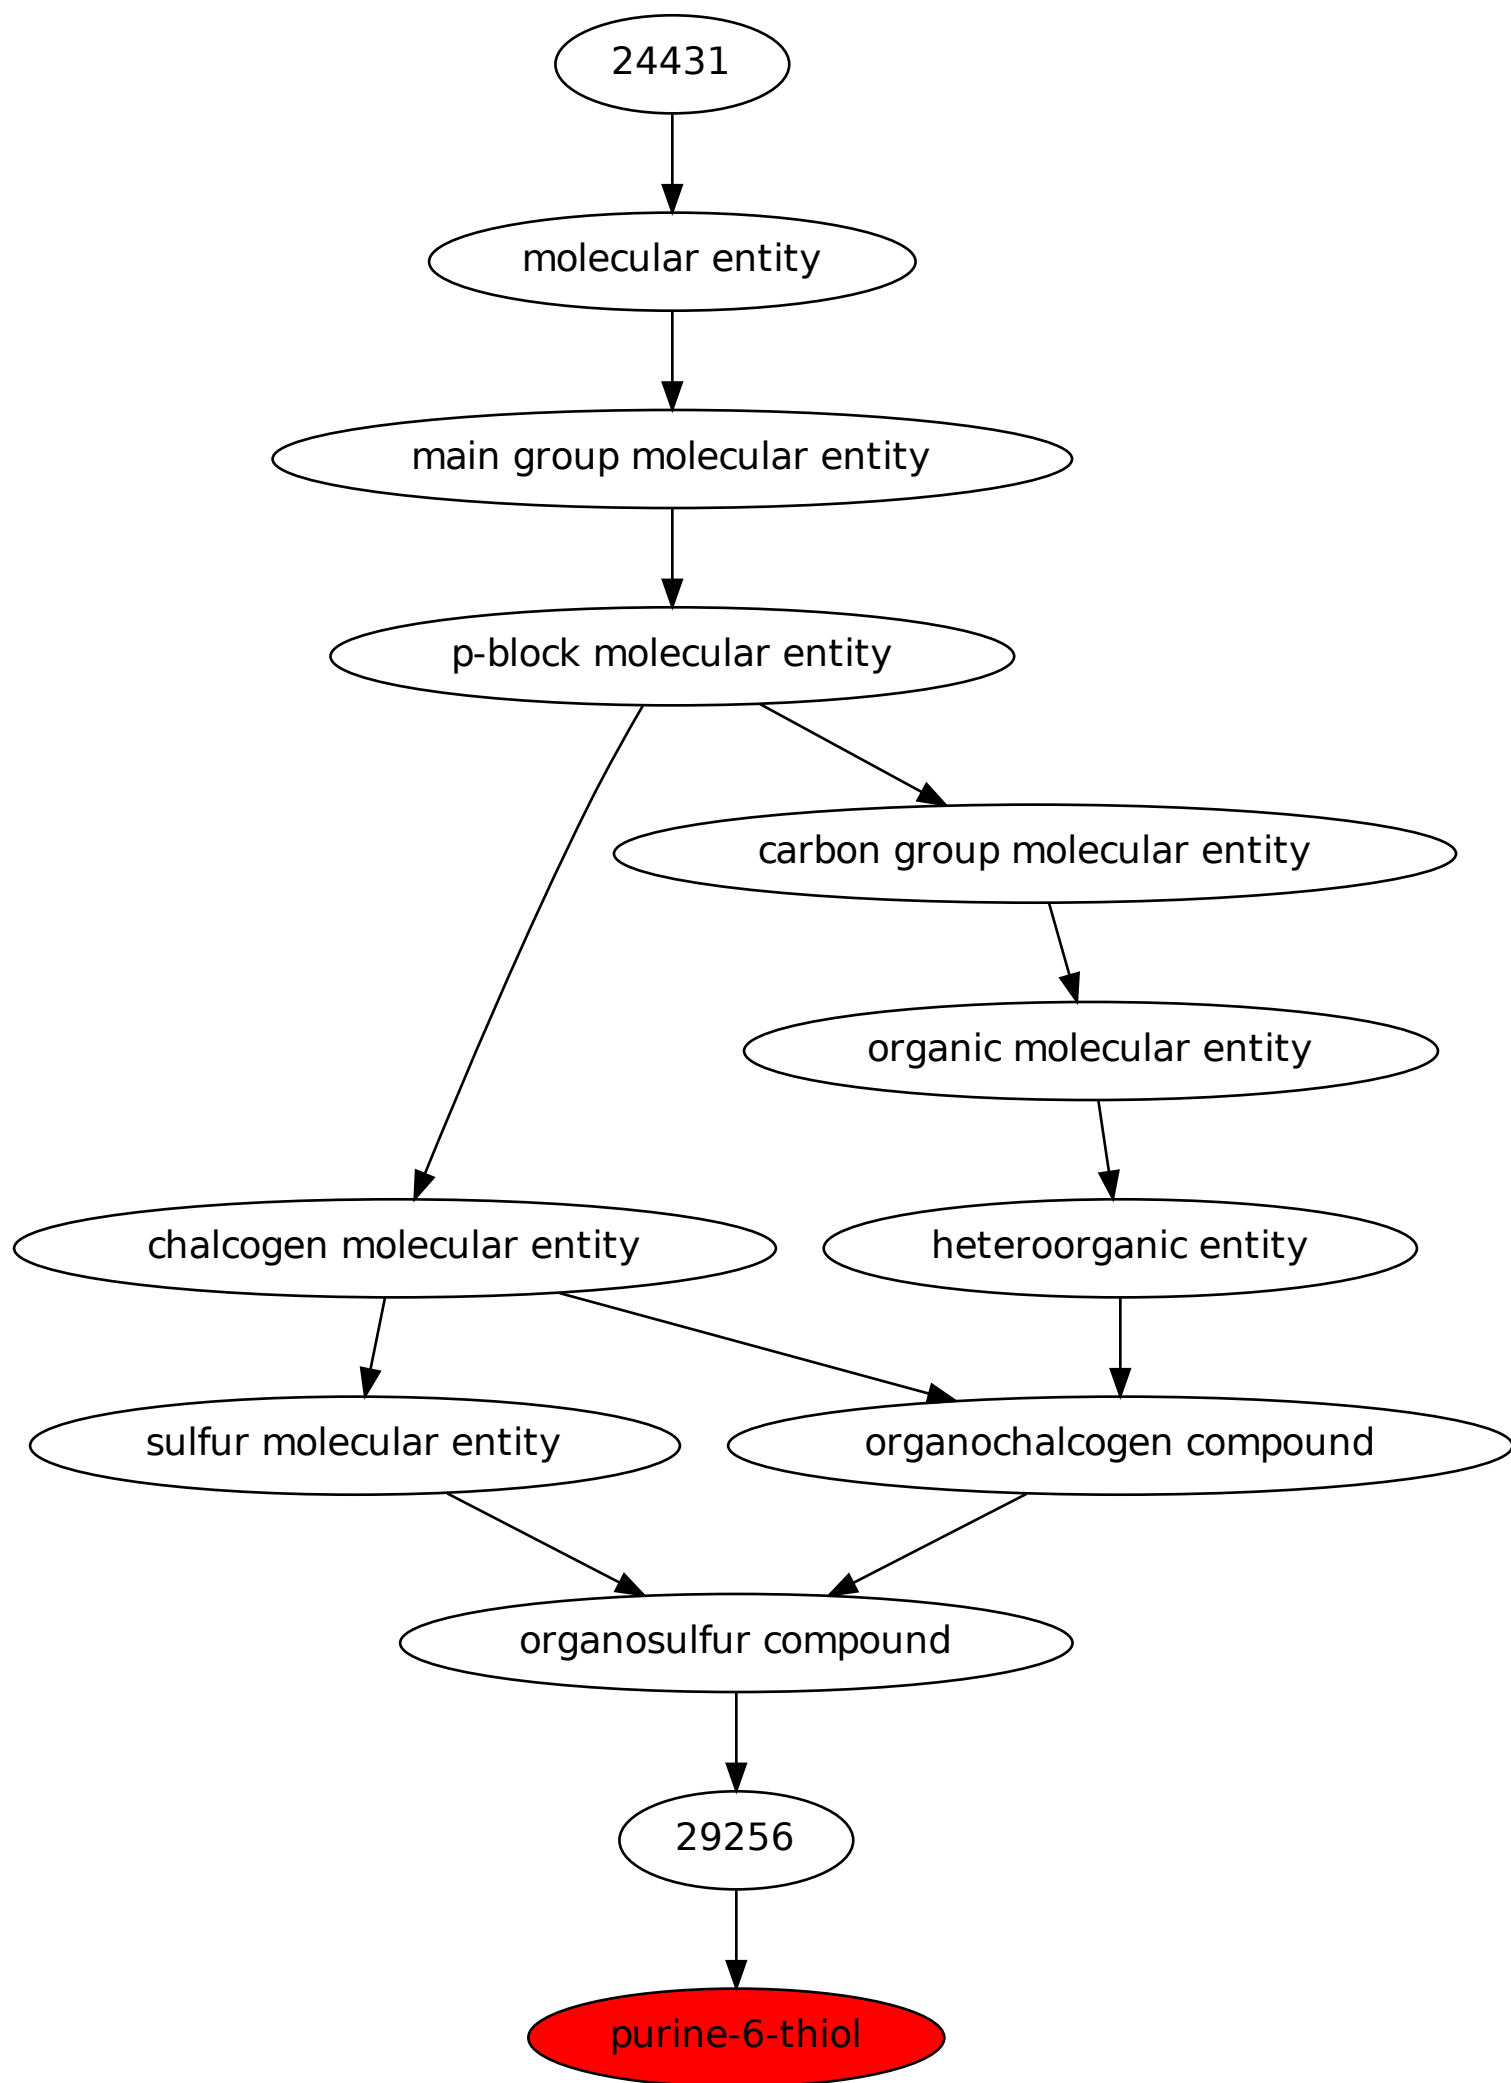 24431
molecular entity
main group molecular entity
p-block molecular entity
carbon group molecular entity
organic molecular entity
chalcogen molecular entity
heteroorganic entity
sulfur molecular entity
organochalcogen compound
organosulfur compound
29256
purine-6-thiol